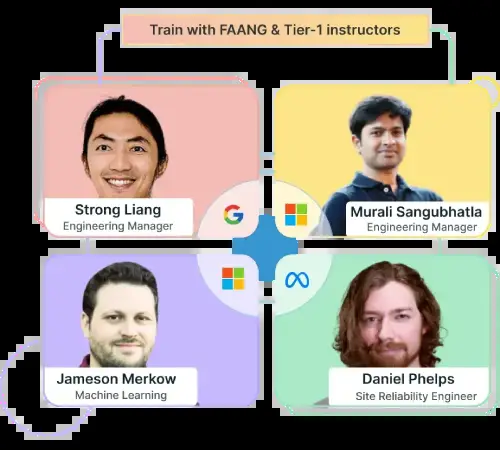 Train with FAANG & Tier-1 instructors
Strong Liang
Engineering Manager
Murali Sangubhatla
Engineering Manager
Jameson Merkow
Machine Learning
Daniel Phelps
Site Reliability Engineer